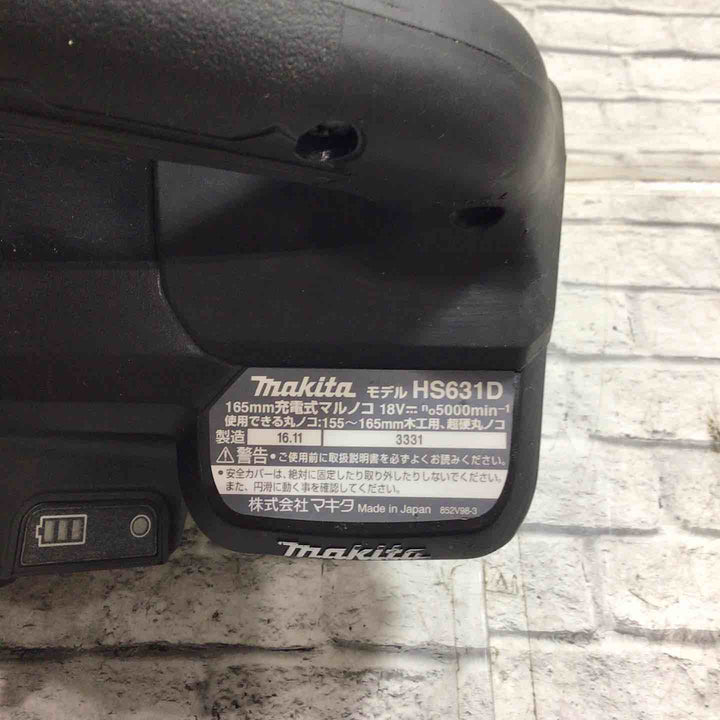 makita モデル HS631D
165mm充電式マルノコ 18V⎓ n₀5000min⁻¹
使用できる丸ノコ:155～165mm木工用、超硬丸ノコ
製造 16.11 3331
⚠警告 • ご使用前に取扱説明書を必ずよくお読みください。
• 安全カバーは、絶対に固定したり取り外したりしないでください。
また、円滑に動く事を確認してください。
株式会社マキタ Made in Japan 852V98-3
makita